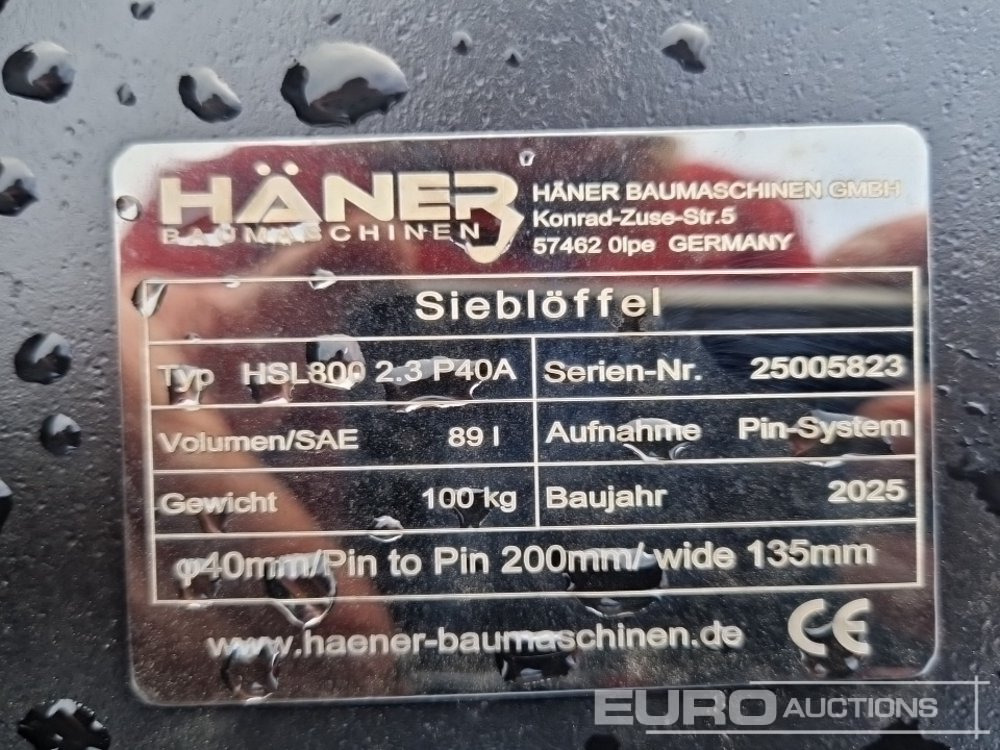 HÄNER
BAUMASCHINEN
HÄNER BAUMASCHINEN GMBH
Konrad-Zuse-Str.5
57462 Olpe GERMANY
Sieblöffel
Typ HSL800 2.3 P40A
Serien-Nr. 25005823
Volumen/SAE 89 l
Aufnahme Pin-System
Gewicht 100 kg
Baujahr 2025
φ40mm/Pin to Pin 200mm/ wide 135mm
www.haener-baumaschinen.de
CE
EURO AUCTIONS